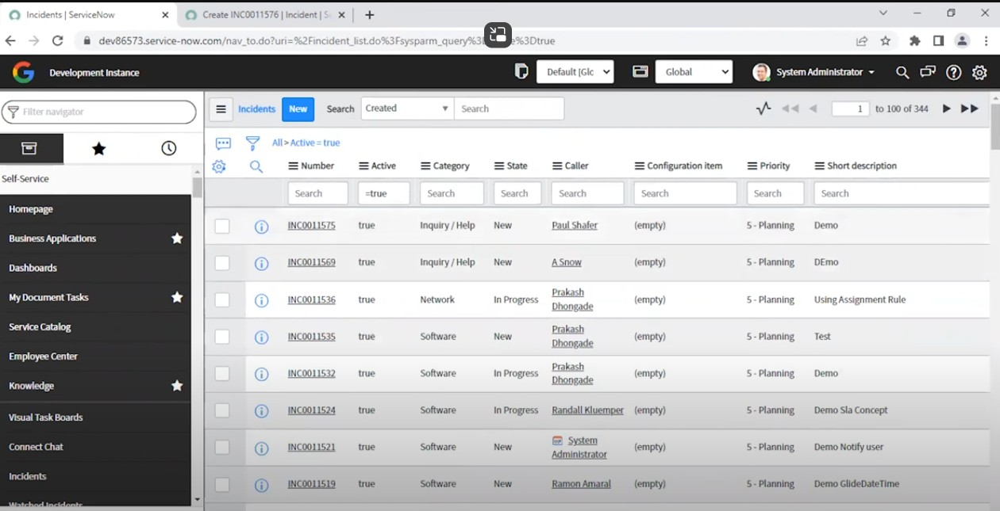 Incidents | ServiceNow
Create INC0011576 | Incident | S
dev86573.service-now.com/nav_to.do?uri=%2Fincident_list.do%3Fsysparm_query%3 e%3Dtrue
Development Instance
Default [Glc
Global
System Administrator
Filter navigator
Incidents New Search Created Search
1 to 100 of 344
All > Active = true
Self-Service
Homepage
Business Applications
Dashboards
My Document Tasks
Service Catalog
Employee Center
Knowledge
Visual Task Boards
Connect Chat
Incidents
Watched Incidents
Number Active Category State Caller Configuration item Priority Short description
Search =true Search Search Search Search Search Search
INC0011575 true Inquiry / Help New Paul Shafer (empty) 5 - Planning Demo
INC0011569 true Inquiry / Help New A Snow (empty) 5 - Planning DEmo
INC0011536 true Network In Progress Prakash Dhongade (empty) 5 - Planning Using Assignment Rule
INC0011535 true Software New Prakash Dhongade (empty) 5 - Planning Test
INC0011532 true Software In Progress Prakash Dhongade (empty) 5 - Planning Demo
INC0011524 true Software In Progress Randall Kluemper (empty) 5 - Planning Demo Sla Concept
INC0011521 true Software New System Administrator (empty) 5 - Planning Demo Notify user
INC0011519 true Software New Ramon Amaral (empty) 5 - Planning Demo GlideDateTime